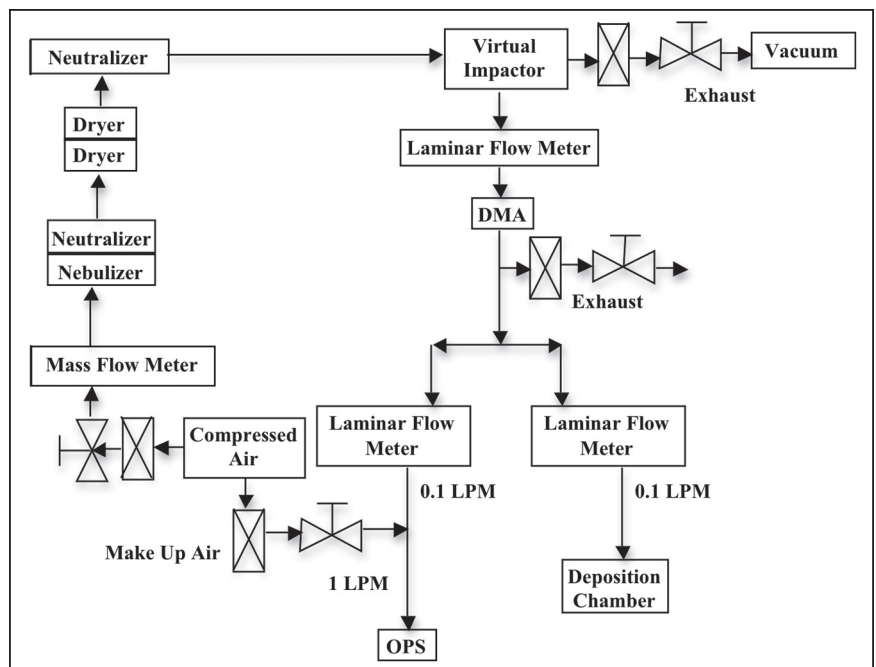 Neutralizer
Virtual
Impactor
Vacuum
Exhaust
Dryer
Dryer
Laminar Flow Meter
DMA
Neutralizer
Nebulizer
Exhaust
Mass Flow Meter
Compressed
Air
Laminar Flow
Meter
Laminar Flow
Meter
0.1 LPM
0.1 LPM
Make Up Air
1 LPM
Deposition
Chamber
OPS